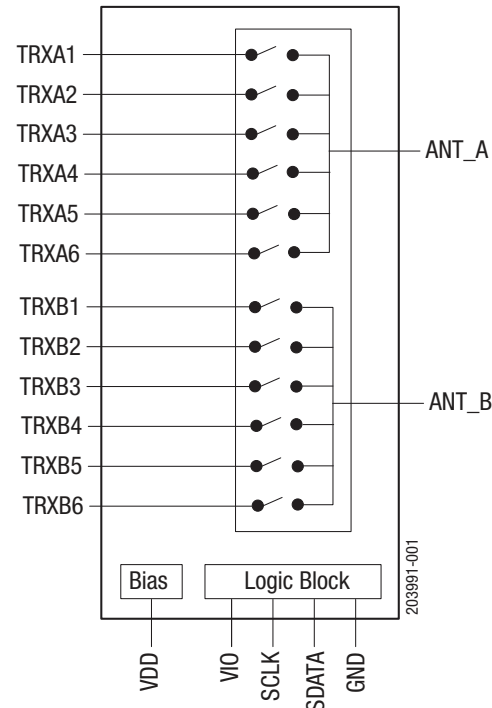 TRXA1
TRXA2
TRXA3
TRXA4
TRXA5
TRXA6
ANT_A
TRXB1
TRXB2
TRXB3
TRXB4
TRXB5
TRXB6
ANT_B
Bias
Logic Block
203991-001
VDD
VIO
SCLK
SDATA
GND